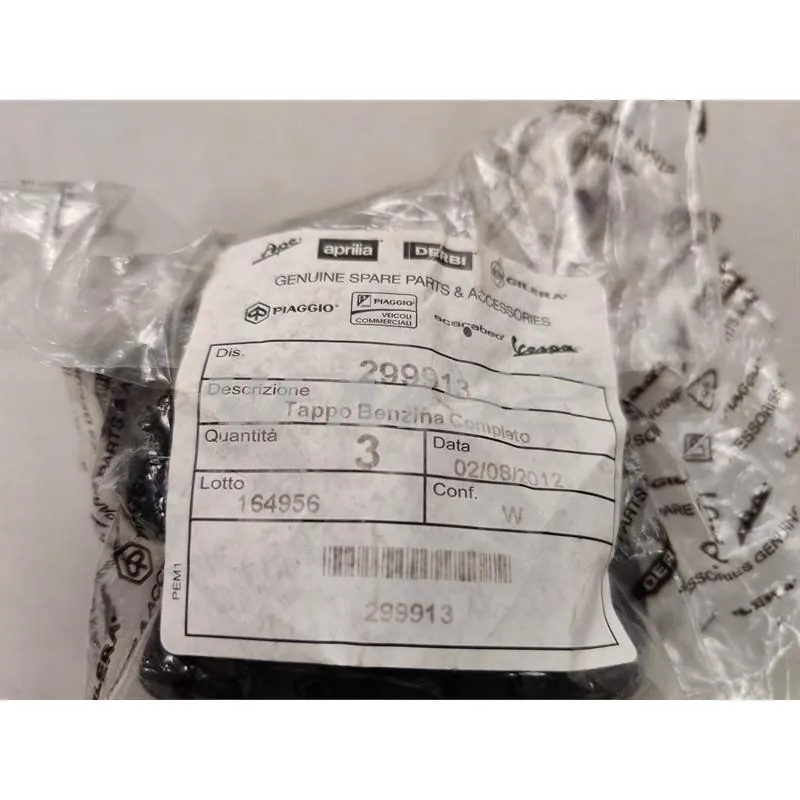 Ape
aprilia
DERBI
GILERA
GENUINE SPARE PARTS & ACCESSORIES
PIAGGIO
PIAGGIO
VEICOLI
COMMERCIALI
scarabeo
Vespa
Dis.
299913
Descrizione
Tappo Benzina Completo
Quantità
3
Data
02/08/2012
Lotto
164956
Conf.
W
PEM1
299913